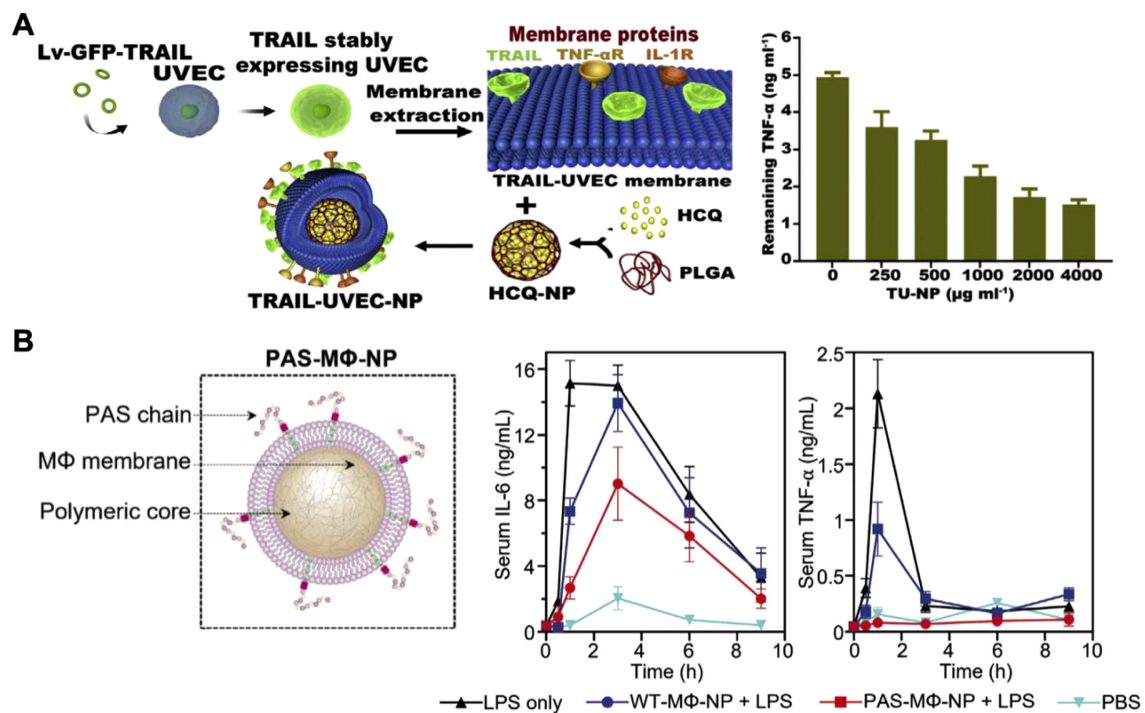 A
Lv-GFP-TRAIL
UVEC
TRAIL stably
expressing UVEC
Membrane
extraction
Membrane proteins
TRAIL TNF-αR IL-1R
TRAIL-UVEC membrane
+
HCQ
PLGA
HCQ-NP
TRAIL-UVEC-NP
Remanining TNF-α (ng ml-1)
6
5
4
3
2
1
0
0 250 500 1000 2000 4000
TU-NP (µg ml-1)
B
PAS-MΦ-NP
PAS chain
MΦ membrane
Polymeric core
Serum IL-6 (ng/mL)
16
12
8
4
0
0 2 4 6 8 10
Time (h)
Serum TNF-α (ng/mL)
2.5
2
1.5
1
0.5
0
0 2 4 6 8 10
Time (h)
LPS only WT-MΦ-NP + LPS PAS-MΦ-NP + LPS PBS